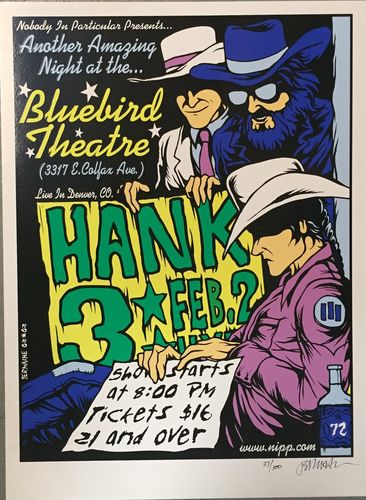 Nobody In Particular Presents...
Another Amazing
Night at the...
Bluebird
Theatre
(3317 E.Colfax Ave.)
Live In Denver, CO.
HANK
3★FEB.2
Show starts
at 8:00 PM
Tickets $16
21 and over
72
www.nipp.com
27/100